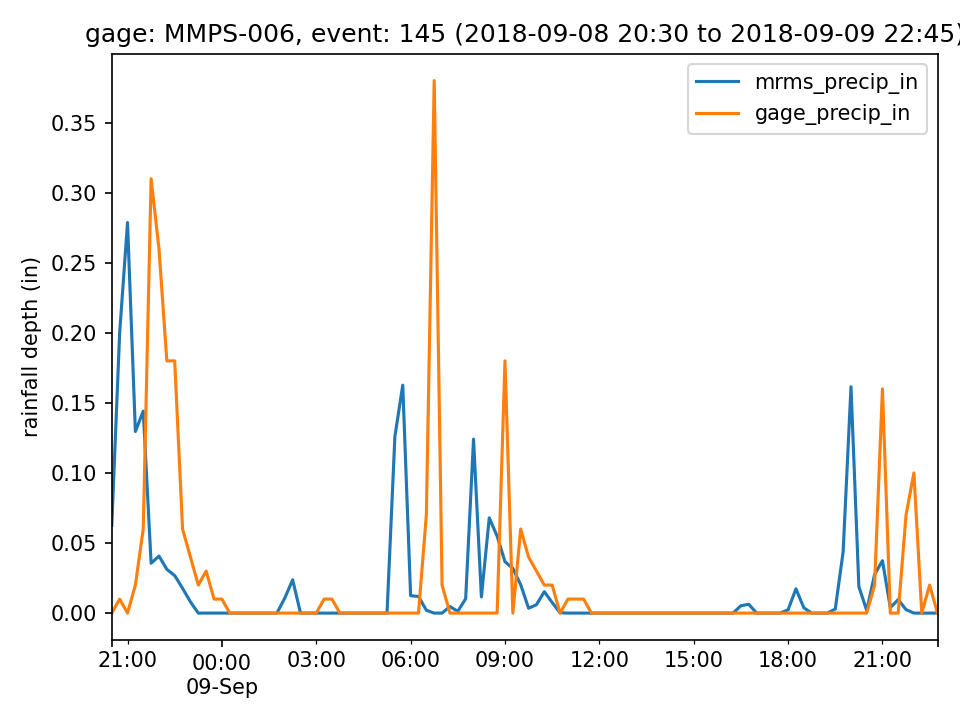 gage: MMPS-006, event: 145 (2018-09-08 20:30 to 2018-09-09 22:45)
mrms_precip_in
gage_precip_in
rainfall depth (in)
0.35
0.30
0.25
0.20
0.15
0.10
0.05
0.00
21:00 00:00 03:00 06:00 09:00 12:00 15:00 18:00 21:00
09-Sep